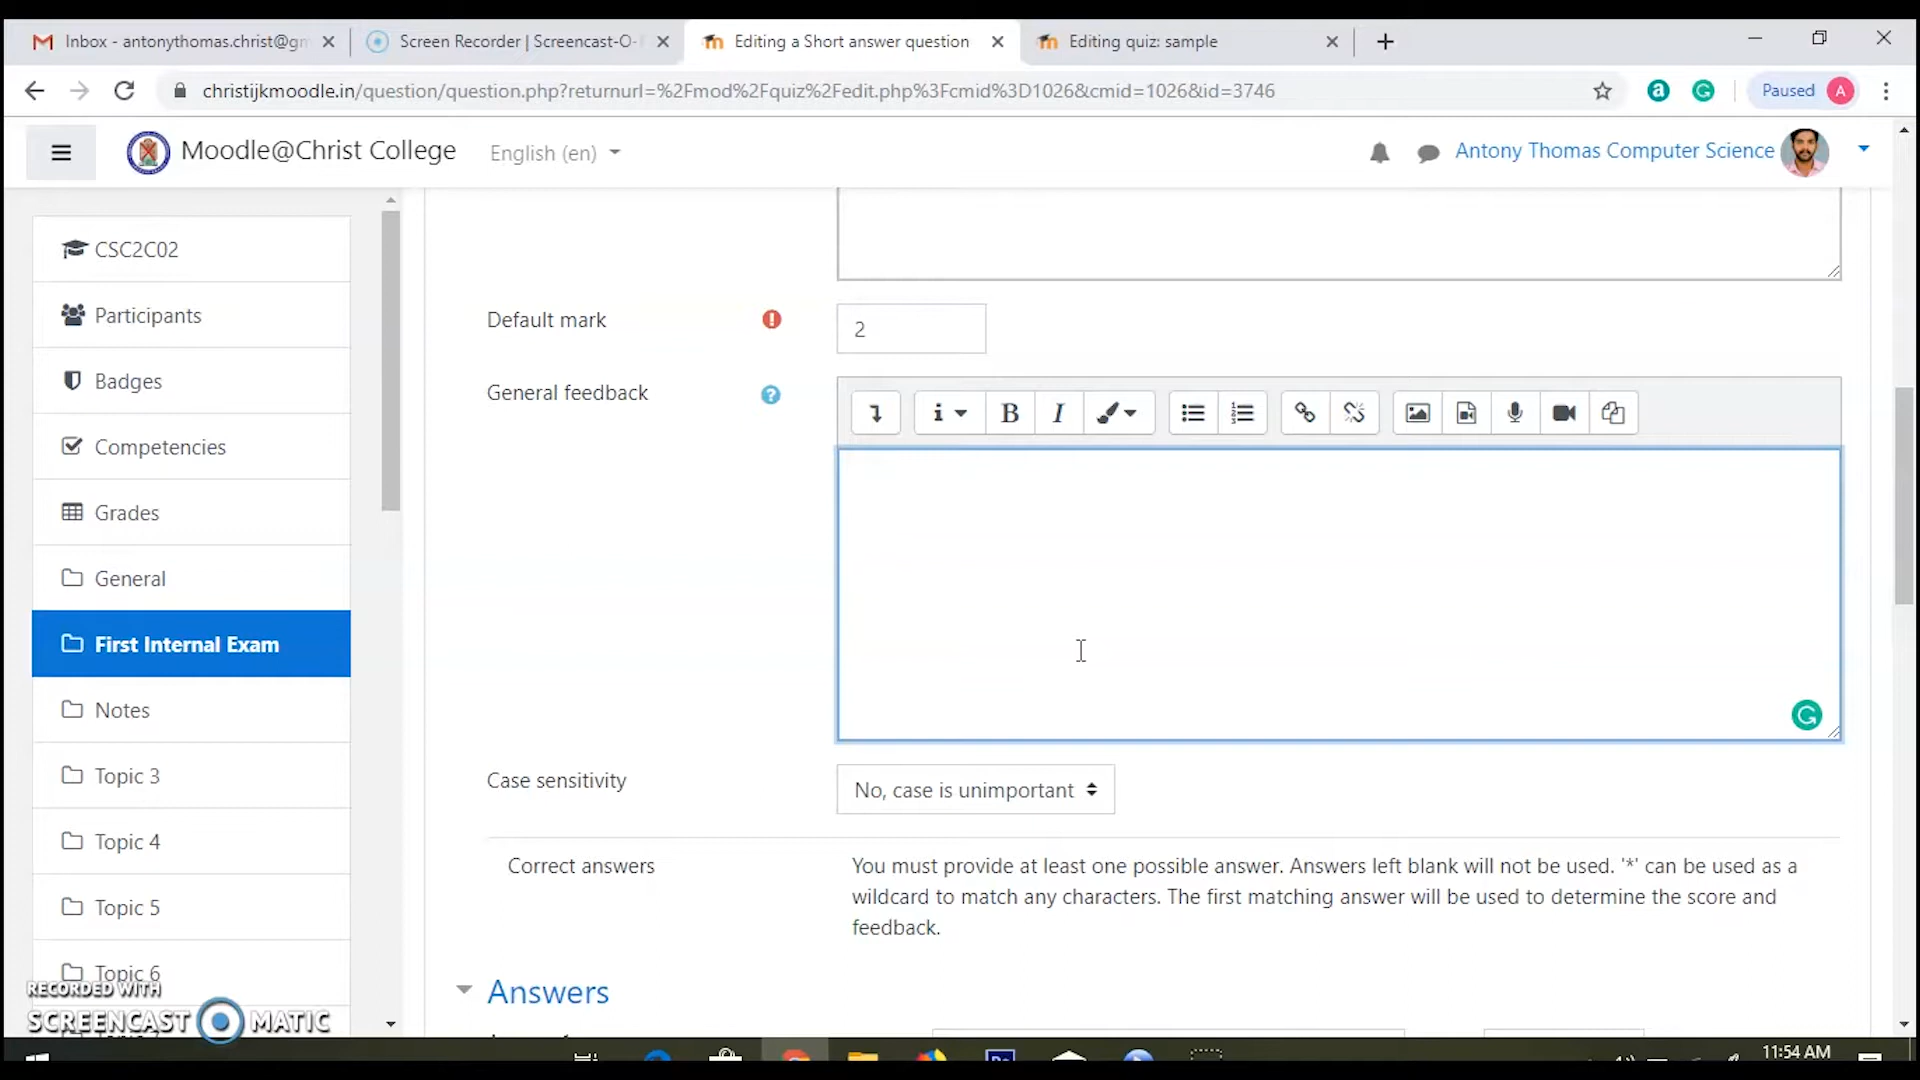 Inbox - antonythomas.christ@gm
Screen Recorder | Screencast-O-
Editing a Short answer question
Editing quiz: sample
christijkmoodle.in/question/question.php?returnurl=%2Fmod%2Fquiz%2Fedit.php%3Fcmid%3D1026&cmid=1026&id=3746
Paused
A
Moodle@Christ College
English (en)
Antony Thomas Computer Science
CSC2C02
Participants
Badges
Competencies
Grades
General
First Internal Exam
Notes
Topic 3
Topic 4
Topic 5
Topic 6
Default mark
2
General feedback
Case sensitivity
No, case is unimportant
Correct answers
You must provide at least one possible answer. Answers left blank will not be used. '*' can be used as a
wildcard to match any characters. The first matching answer will be used to determine the score and
feedback.
Answers
RECORDED WITH
SCREENCAST MATIC
11:54 AM